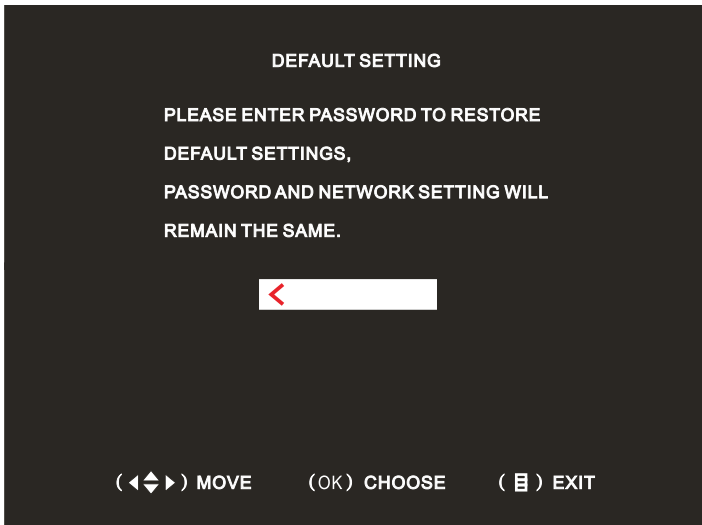 DEFAULT SETTING
PLEASE ENTER PASSWORD TO RESTORE
DEFAULT SETTINGS,
PASSWORD AND NETWORK SETTING WILL
REMAIN THE SAME.
<
(◀▲▼▶) MOVE (OK) CHOOSE ( ) EXIT